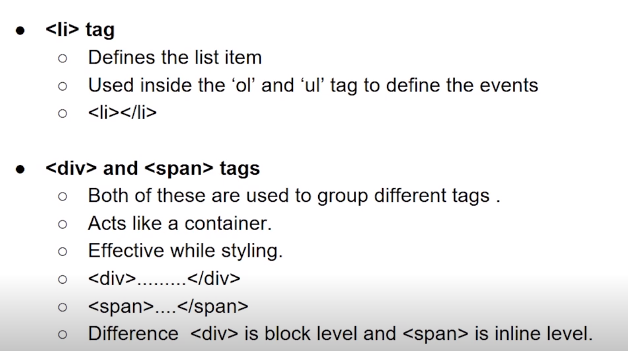 ● <li> tag
○ Defines the list item
○ Used inside the ‘ol’ and ‘ul’ tag to define the events
○ <li></li>
● <div> and <span> tags
○ Both of these are used to group different tags .
○ Acts like a container.
○ Effective while styling.
○ <div>.........</div>
○ <span>....</span>
○ Difference  <div> is block level and <span> is inline level.